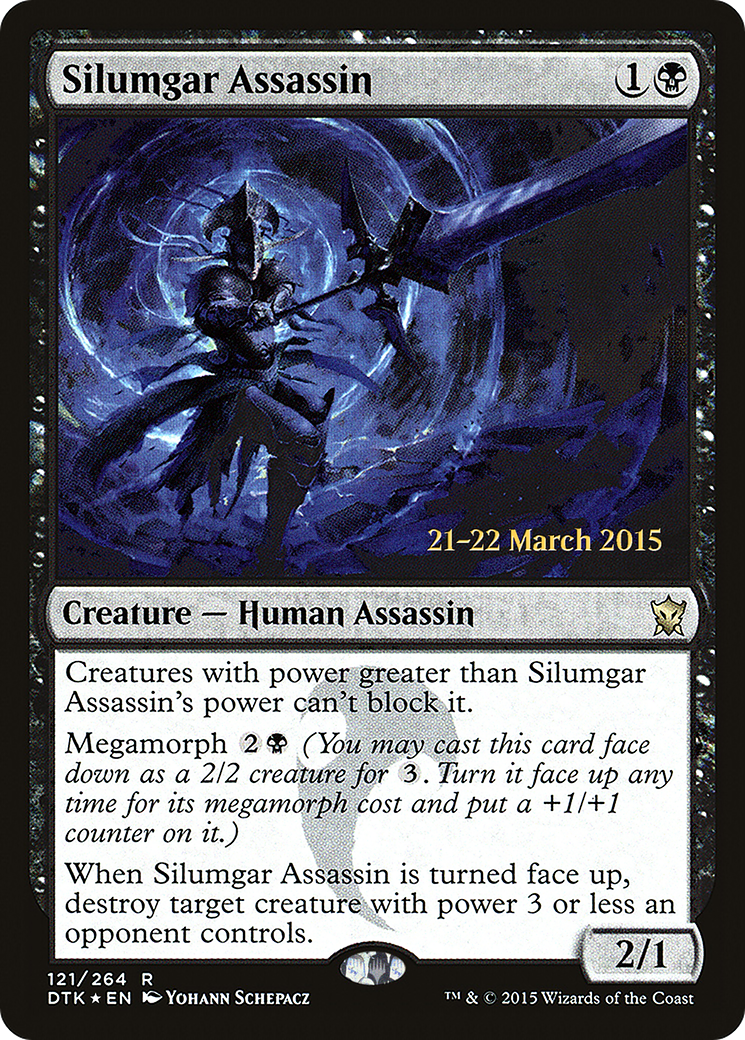 Silumgar Assassin 1
21–22 March 2015
Creature — Human Assassin
Creatures with power greater than Silumgar
Assassin's power can't block it.
Megamorph 2 (You may cast this card face
down as a 2/2 creature for 3. Turn it face up any
time for its megamorph cost and put a +1/+1
counter on it.)
When Silumgar Assassin is turned face up,
destroy target creature with power 3 or less an
opponent controls.
2/1
121/264 R
DTK ★ EN Yohann Schepacz
™ & © 2015 Wizards of the Coast